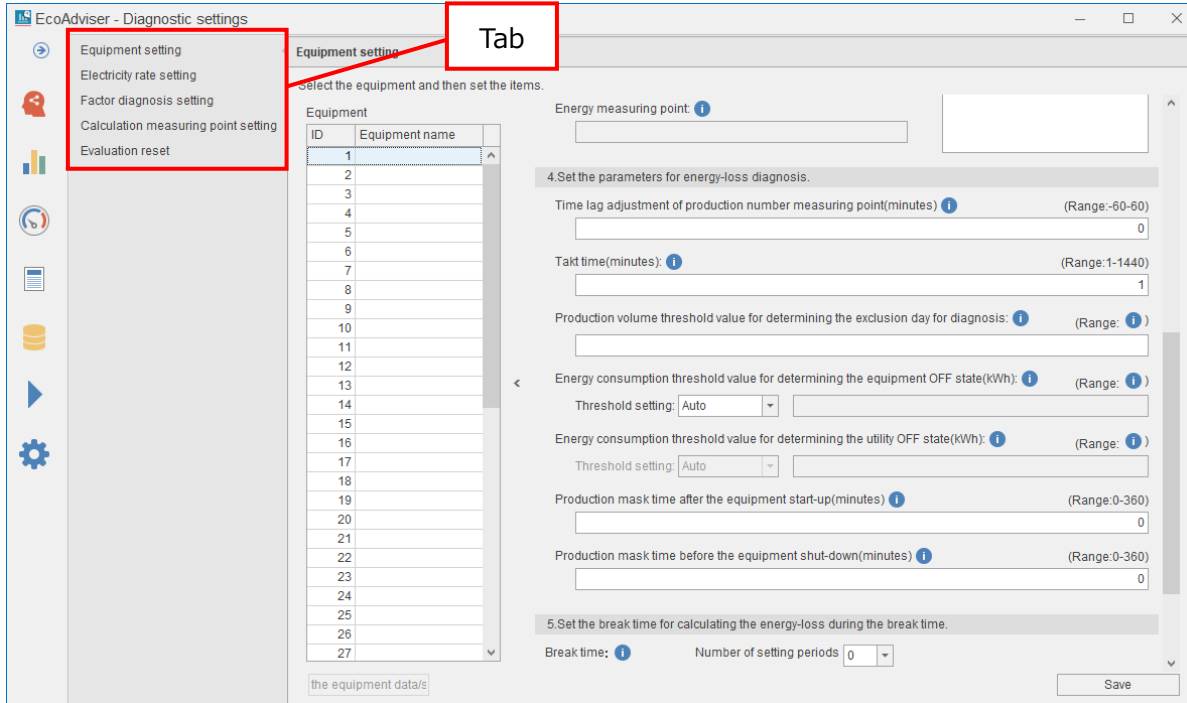 EcoAdviser - Diagnostic settings
Tab
Equipment setting
Electricity rate setting
Factor diagnosis setting
Calculation measuring point setting
Evaluation reset
Equipment setting
Select the equipment and then set the items.
Equipment
ID Equipment name
1
2
3
4
5
6
7
8
9
10
11
12
13
14
15
16
17
18
19
20
21
22
23
24
25
26
27
the equipment data/s
Energy measuring point:
4.Set the parameters for energy-loss diagnosis.
Time lag adjustment of production number measuring point(minutes) (Range:-60-60)
0
Takt time(minutes): (Range:1-1440)
1
Production volume threshold value for determining the exclusion day for diagnosis: (Range: )
Energy consumption threshold value for determining the equipment OFF state(kWh): (Range: )
Threshold setting: Auto
Energy consumption threshold value for determining the utility OFF state(kWh): (Range: )
Threshold setting: Auto
Production mask time after the equipment start-up(minutes) (Range:0-360)
0
Production mask time before the equipment shut-down(minutes) (Range:0-360)
0
5.Set the break time for calculating the energy-loss during the break time.
Break time: Number of setting periods 0
Save